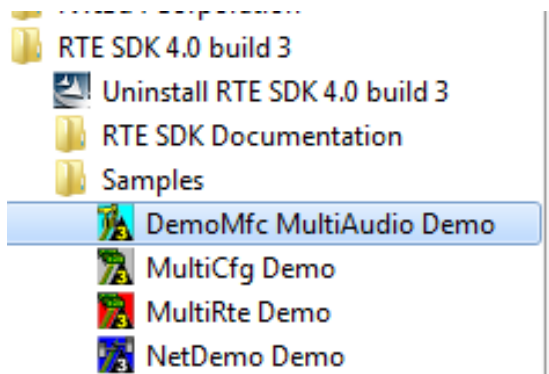 RTE SDK 4.0 build 3
Uninstall RTE SDK 4.0 build 3
RTE SDK Documentation
Samples
DemoMfc MultiAudio Demo
MultiCfg Demo
MultiRte Demo
NetDemo Demo